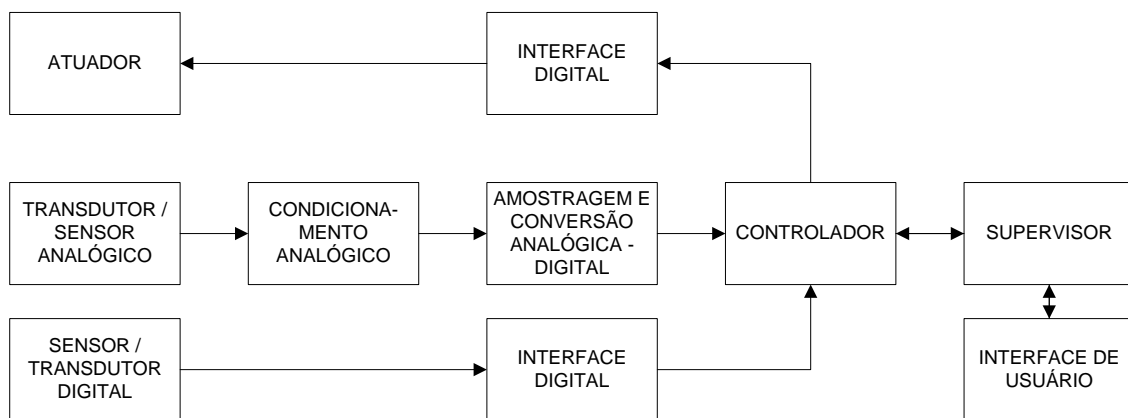 ATUADOR
INTERFACE
DIGITAL
TRANSDUTOR /
SENSOR
ANALÓGICO
CONDICIONA-
MENTO
ANALÓGICO
AMOSTRAGEM E
CONVERSÃO
ANALÓGICA -
DIGITAL
CONTROLADOR
SUPERVISOR
SENSOR /
TRANSDUTOR
DIGITAL
INTERFACE
DIGITAL
INTERFACE DE
USUÁRIO